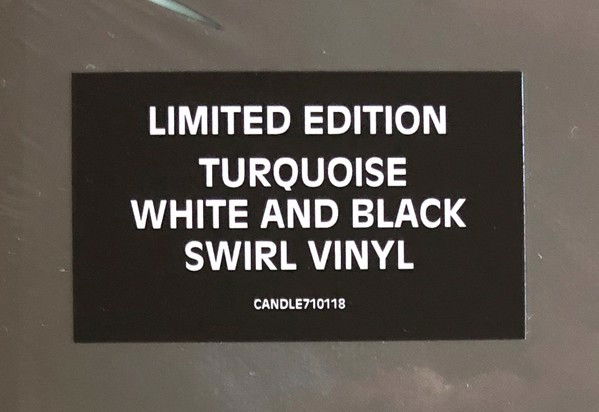 LIMITED EDITION
TURQUOISE
WHITE AND BLACK
SWIRL VINYL
CANDLE710118